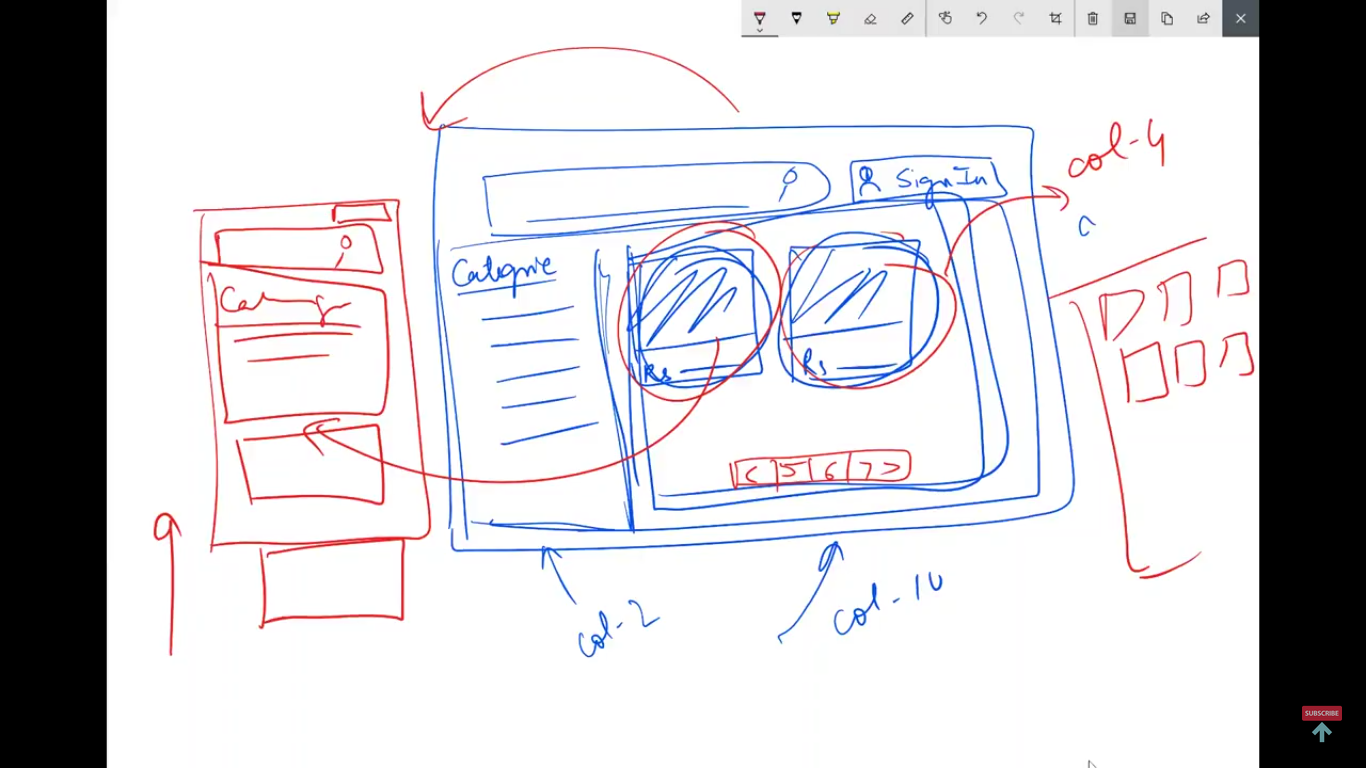 col-4
Sign In
a
Categorie
Rs
Rs
< 5 6 7 >
col-2
col-10
SUBSCRIBE